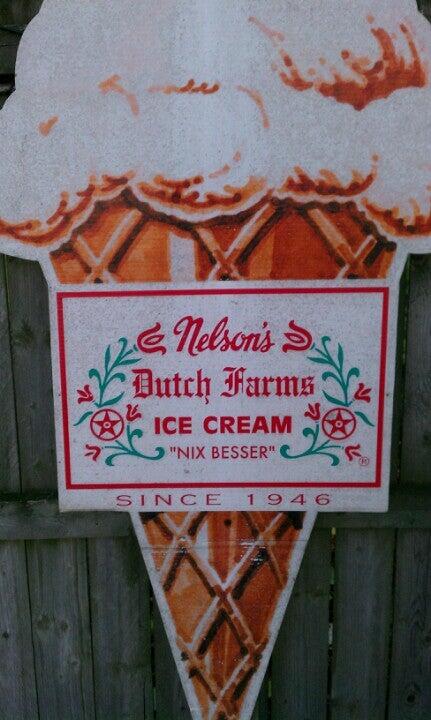 Nelson's
Dutch Farms
ICE CREAM
"NIX BESSER"
®
SINCE 1946